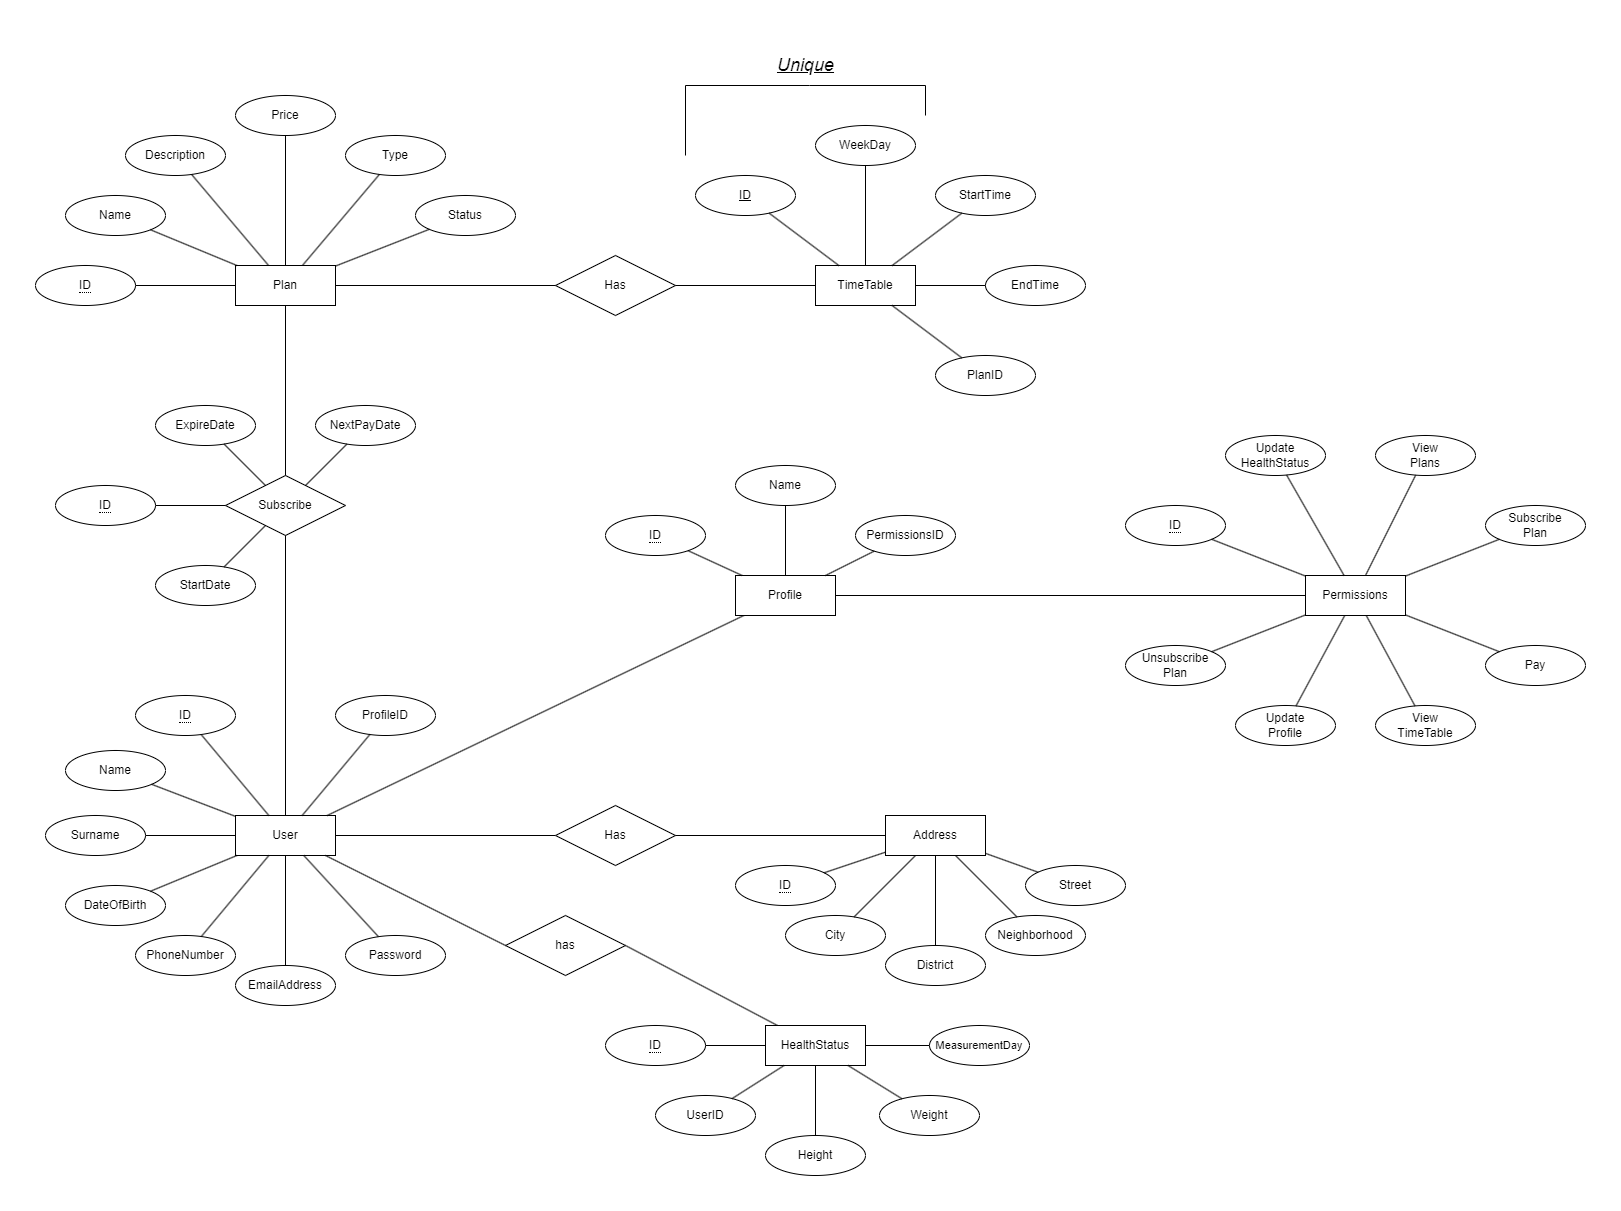 Unique
Price
WeekDay
Description
Type
ID
StartTime
Name
Status
ID
Plan
Has
TimeTable
EndTime
PlanID
ExpireDate
NextPayDate
Update
HealthStatus
View
Plans
Name
ID
Subscribe
ID
PermissionsID
ID
Subscribe
Plan
StartDate
Profile
Permissions
Unsubscribe
Plan
Pay
ID
ProfileID
Update
Profile
View
TimeTable
Name
Surname
User
Has
Address
DateOfBirth
ID
Street
PhoneNumber
EmailAddress
Password
has
City
District
Neighborhood
ID
HealthStatus
MeasurementDay
UserID
Height
Weight